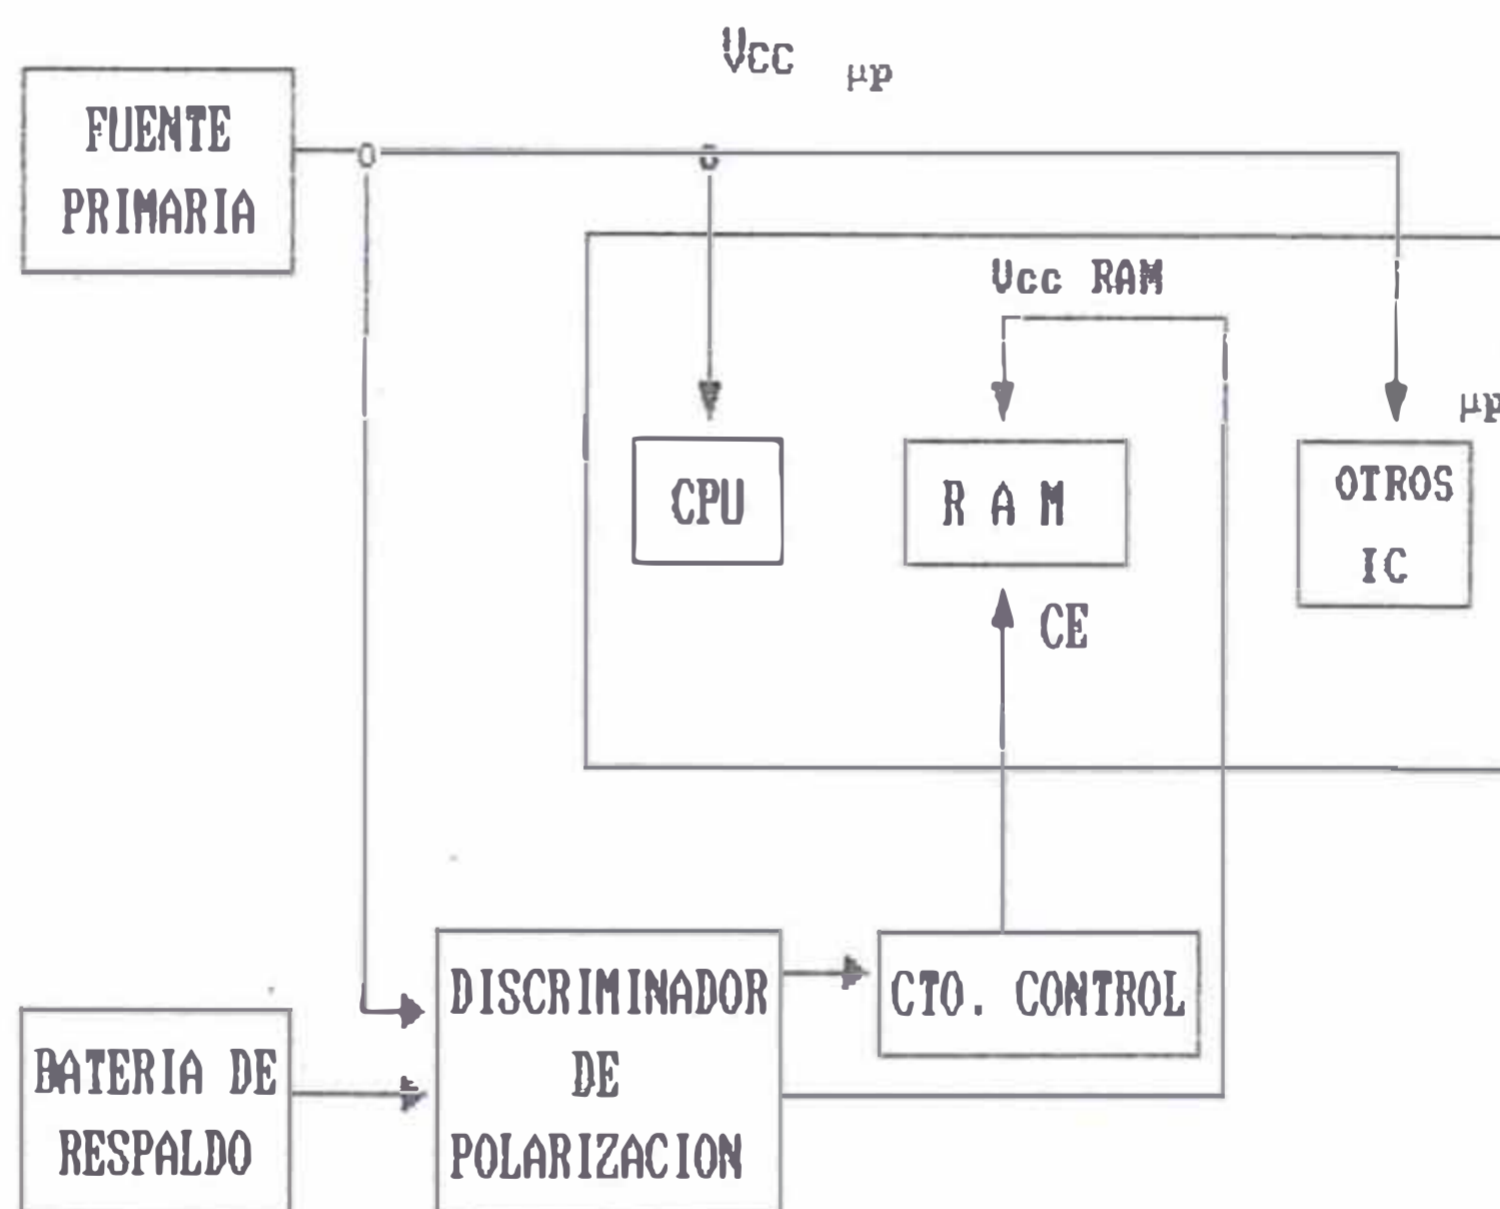 Vcc μp
FUENTE
PRIMARIA
Vcc RAM
μp
CPU
R A M
OTROS
IC
CE
DISCRIMINADOR
DE
POLARIZACION
CTO. CONTROL
BATERIA DE
RESPALDO